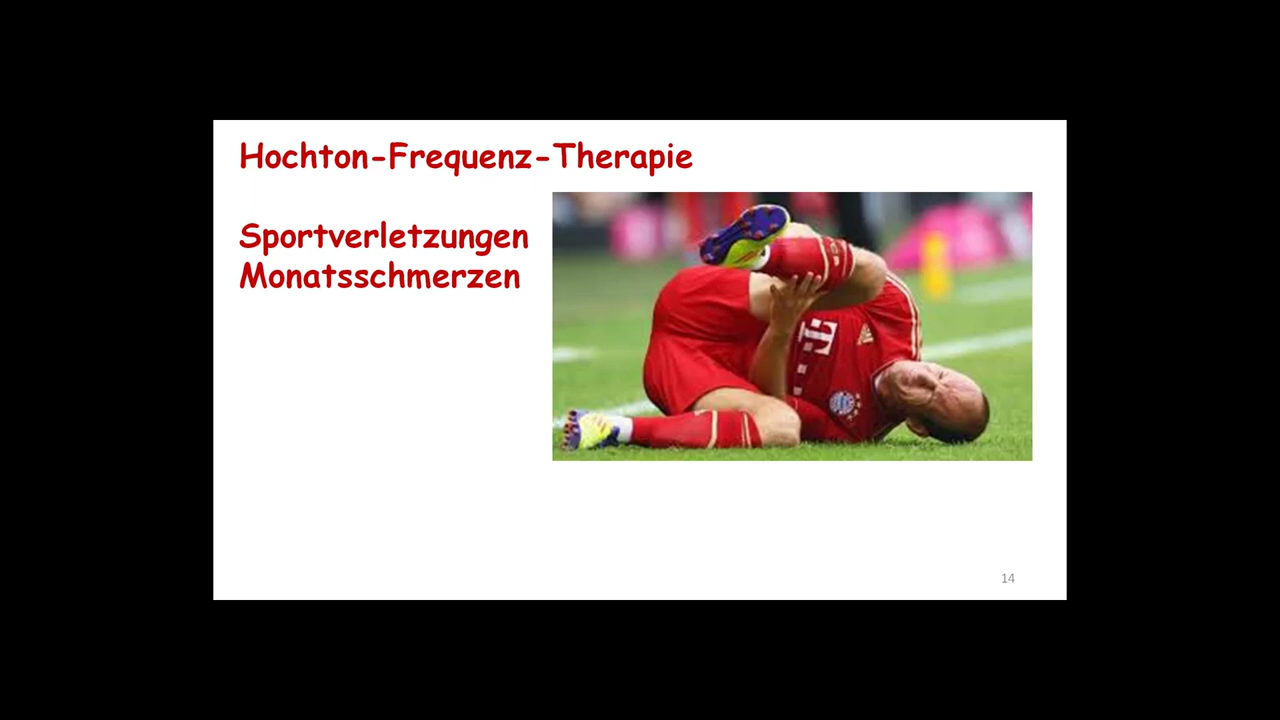 Hochton-Frequenz-Therapie
Sportverletzungen
Monatsschmerzen
T
14